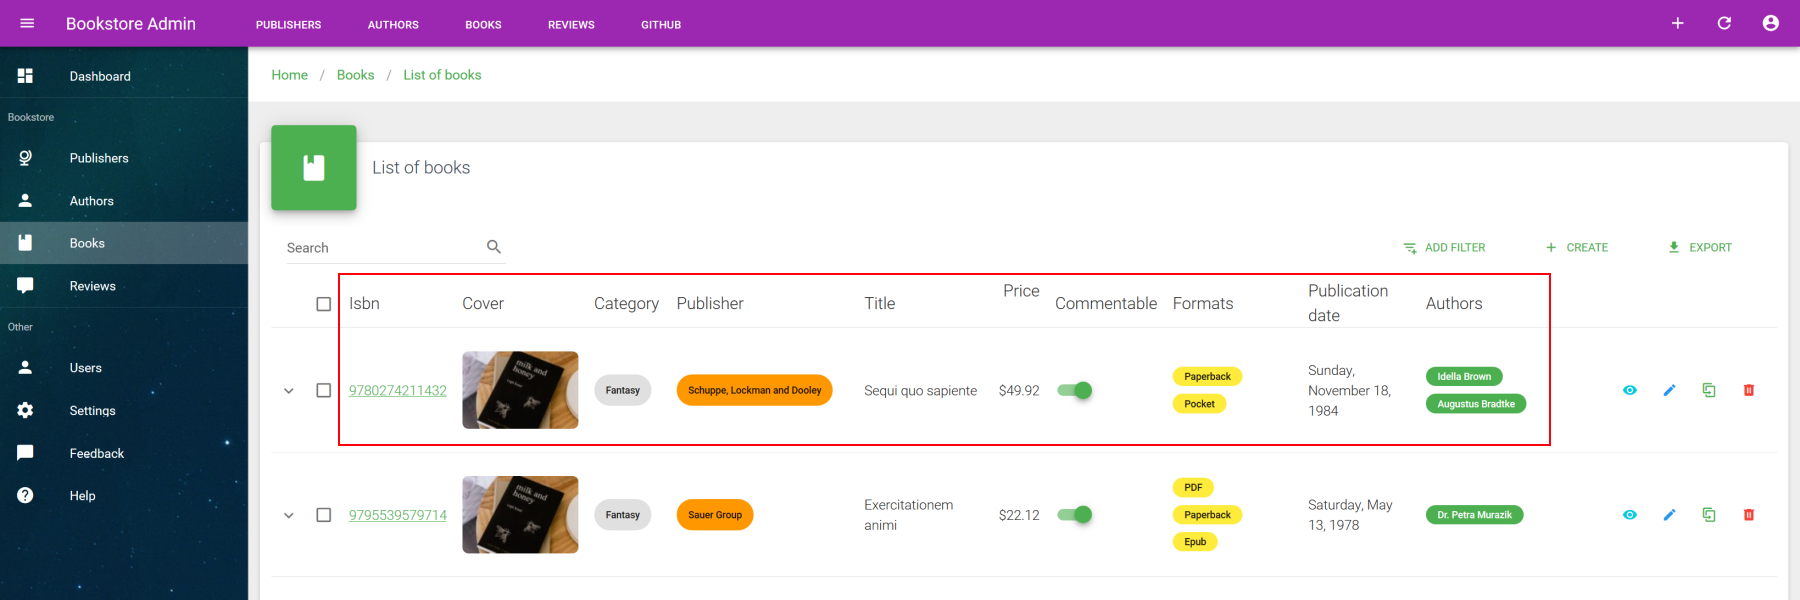 Bookstore Admin
PUBLISHERS
AUTHORS
BOOKS
REVIEWS
GITHUB
Dashboard
Bookstore
Publishers
Authors
Books
Reviews
Other
Users
Settings
Feedback
Help
Home / Books / List of books
List of books
Search
ADD FILTER
CREATE
EXPORT
Isbn
Cover
Category
Publisher
Title
Price
Commentable
Formats
Publication
date
Authors
9780274211432
milk and
honey
Fantasy
Schuppe, Lockman and Dooley
Sequi quo sapiente
$49.92
Paperback
Pocket
Sunday,
November 18,
1984
Idella Brown
Augustus Bradtke
9795539579714
milk and
honey
Fantasy
Sauer Group
Exercitationem
animi
$22.12
PDF
Paperback
Epub
Saturday, May
13, 1978
Dr. Petra Murazik